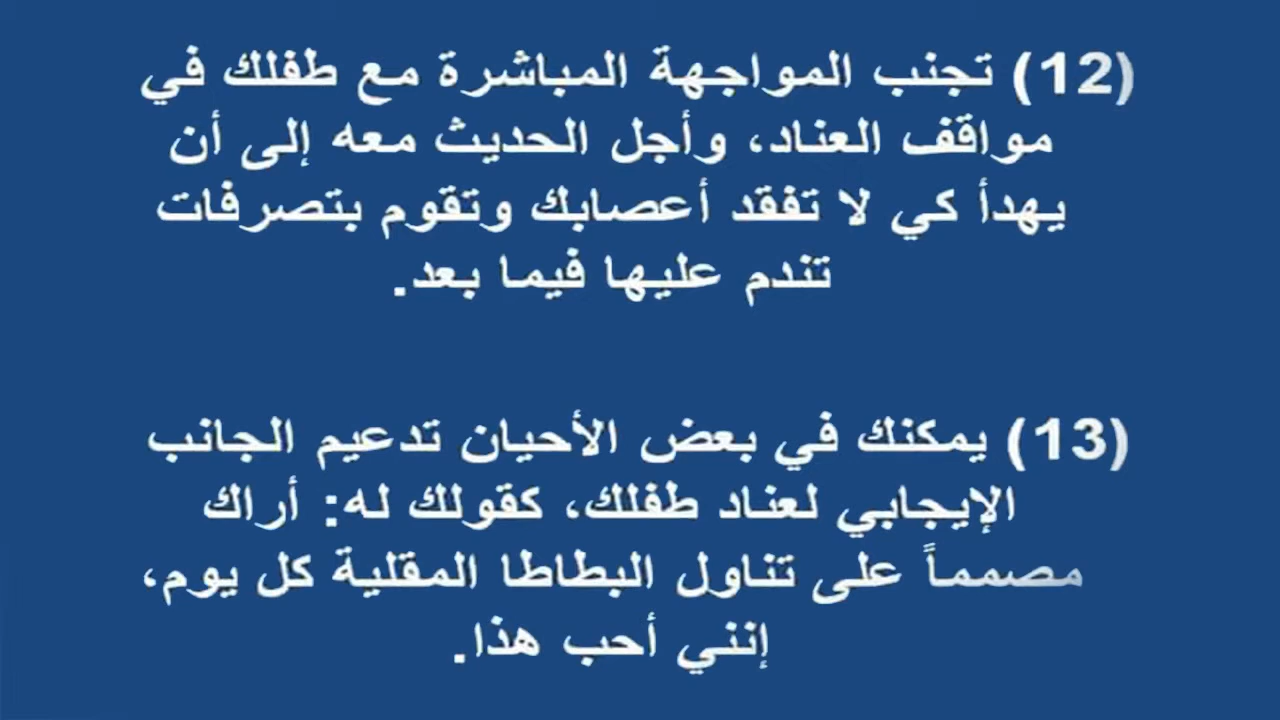 (12) تجنب المواجهة المباشرة مع طفلك في
مواقف العناد، وأجل الحديث معه إلى أن
يهدأ كي لا تفقد أعصابك وتقوم بتصرفات
تندم عليها فيما بعد.
(13) يمكنك في بعض الأحيان تدعيم الجانب
الإيجابي لعناد طفلك، كقولك له: أراك
مصمماً على تناول البطاطا المقلية كل يوم،
إنني أحب هذا.